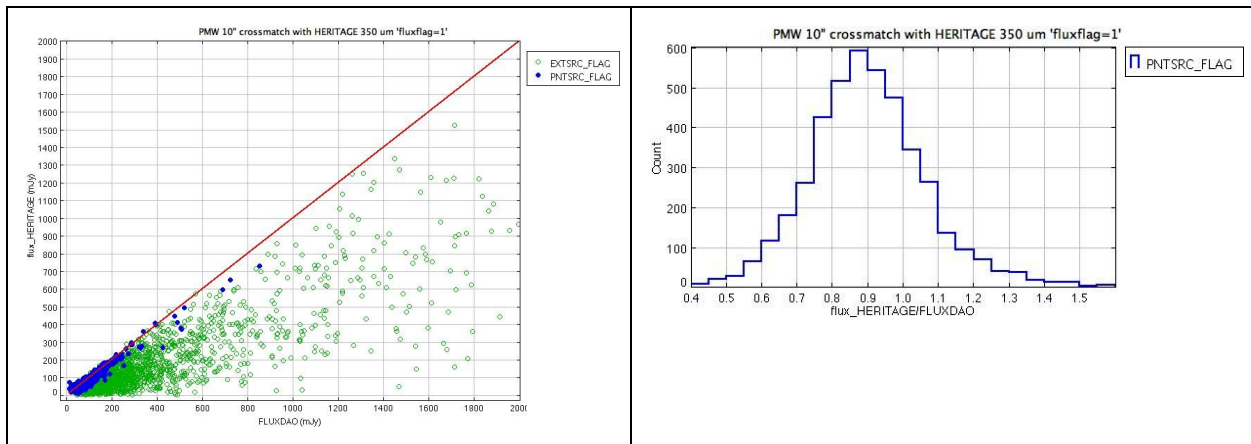 PMW 10" crossmatch with HERITAGE 350 um 'fluxflag=1'
2000
1900
1800
1700
1600
1500
1400
1300
1200
1100
1000
900
800
700
600
500
400
300
200
100
0
flux_HERITAGE (mJy)
0 200 400 600 800 1000 1200 1400 1600 1800 2000
FLUXDAO (mJy)
EXTSRC_FLAG
PNTSRC_FLAG
PMW 10" crossmatch with HERITAGE 350 um 'fluxflag=1'
600
500
400
300
200
100
0
Count
0.4 0.5 0.6 0.7 0.8 0.9 1.0 1.1 1.2 1.3 1.4 1.5
flux_HERITAGE/FLUXDAO
PNTSRC_FLAG